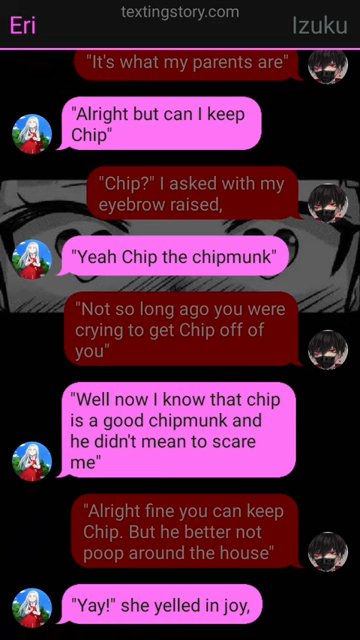 textingstory.com
Eri
Izuku
"It's what my parents are"
"Alright but can I keep
Chip"
"Chip?" I asked with my
eyebrow raised,
"Yeah Chip the chipmunk"
"Not so long ago you were
crying to get Chip off of
you"
"Well now I know that chip
is a good chipmunk and
he didn't mean to scare
me"
"Alright fine you can keep
Chip. But he better not
poop around the house"
"Yay!" she yelled in joy,